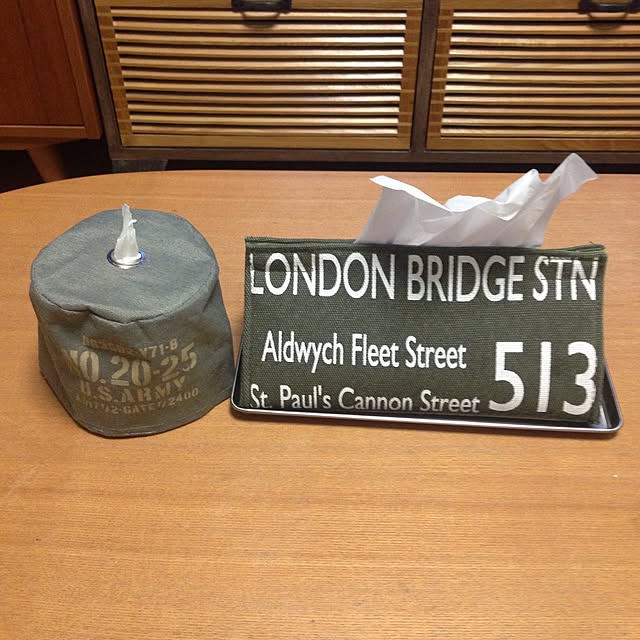 NO.20-25
U.S.ARMY
LONDON BRIDGE STN
Aldwych Fleet Street
St. Paul's Cannon Street
513